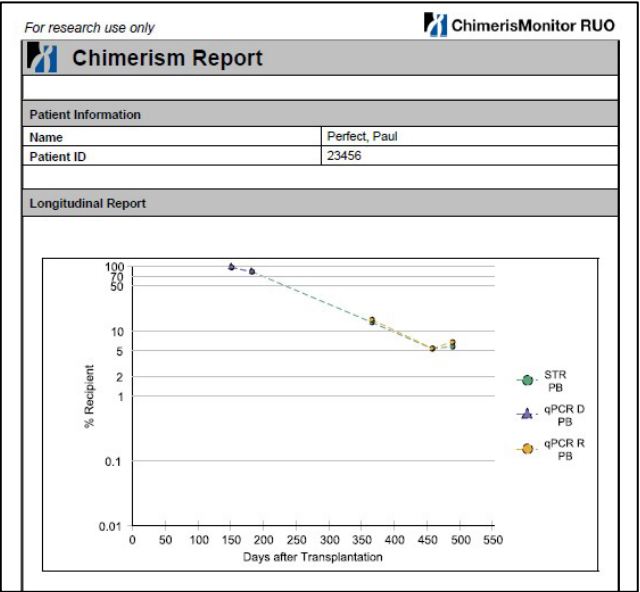 For research use only
ChimerisMonitor RUO
Chimerism Report
Patient Information
Name Perfect, Paul
Patient ID 23456
Longitudinal Report
100
70
50
10
5
2
1
0.1
0.01
% Recipient
0 50 100 150 200 250 300 350 400 450 500 550
Days after Transplantation
STR
PB
qPCR D
PB
qPCR R
PB